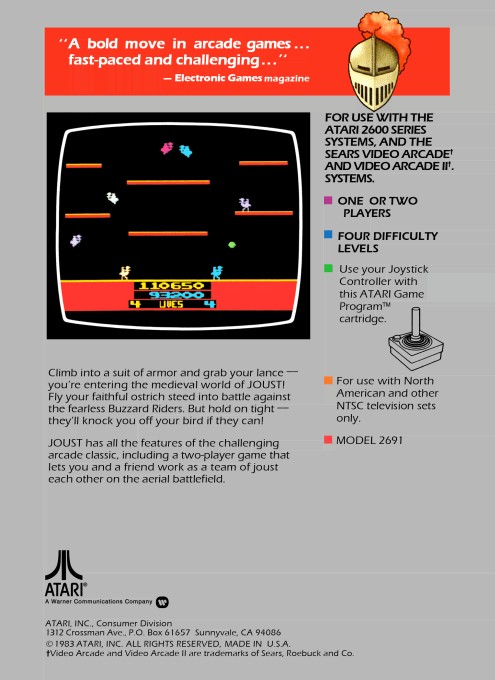 "A bold move in arcade games...
fast-paced and challenging..."
— Electronic Games magazine
FOR USE WITH THE
ATARI 2600 SERIES
SYSTEMS, AND THE
SEARS VIDEO ARCADE†
AND VIDEO ARCADE II†.
SYSTEMS.
ONE OR TWO
PLAYERS
FOUR DIFFICULTY
LEVELS
Use your Joystick
Controller with
this ATARI Game
Program™
cartridge.
For use with North
American and other
NTSC television sets
only.
MODEL 2691
110650
93200
4 LIVES 4
Climb into a suit of armor and grab your lance —
you're entering the medieval world of JOUST!
Fly your faithful ostrich steed into battle against
the fearless Buzzard Riders. But hold on tight —
they'll knock you off your bird if they can!
JOUST has all the features of the challenging
arcade classic, including a two-player game that
lets you and a friend work as a team of joust
each other on the aerial battlefield.
ATARI®
A Warner Communications Company
ATARI, INC., Consumer Division
1312 Crossman Ave., P.O. Box 61657 Sunnyvale, CA 94086
© 1983 ATARI, INC. ALL RIGHTS RESERVED, MADE IN U.S.A.
†Video Arcade and Video Arcade II are trademarks of Sears, Roebuck and Co.